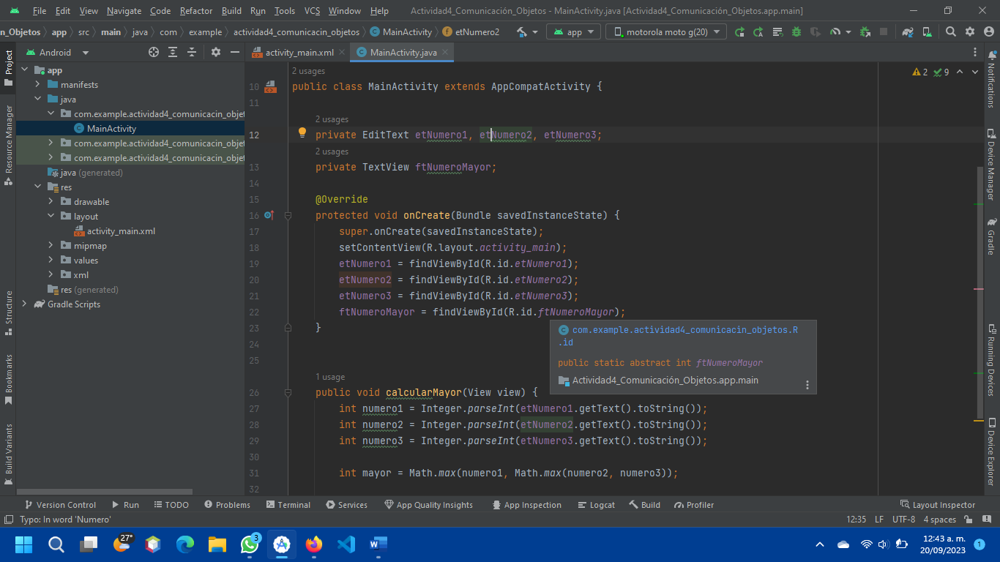 File Edit View Navigate Code Refactor Build Run Tools VCS Window Help Actividad4_Comunicación_Objetos - MainActivity.java [Actividad4_Comunicación_Objetos.app.main]
n_Objetos app src main java com example actividad4_comunicacin_objetos MainActivity etNumero2 app motorola moto g(20)
Android
activity_main.xml MainActivity.java
Project
Resource Manager
Structure
Bookmarks
Build Variants
app
manifests
java
com.example.actividad4_comunicacin_objet
MainActivity
com.example.actividad4_comunicacin_objet
com.example.actividad4_comunicacin_objet
java (generated)
res
drawable
layout
activity_main.xml
mipmap
values
xml
res (generated)
Gradle Scripts
2 usages
2 9
10 public class MainActivity extends AppCompatActivity {
11
2 usages
12 private EditText etNumero1, etNumero2, etNumero3;
2 usages
13 private TextView ftNumeroMayor;
14
15 @Override
16 protected void onCreate(Bundle savedInstanceState) {
17 super.onCreate(savedInstanceState);
18 setContentView(R.layout.activity_main);
19 etNumero1 = findViewById(R.id.etNumero1);
20 etNumero2 = findViewById(R.id.etNumero2);
21 etNumero3 = findViewById(R.id.etNumero3);
22 ftNumeroMayor = findViewById(R.id.ftNumeroMayor);
23 }
24
25
1 usage
26 public void calcularMayor(View view) {
27 int numero1 = Integer.parseInt(etNumero1.getText().toString());
28 int numero2 = Integer.parseInt(etNumero2.getText().toString());
29 int numero3 = Integer.parseInt(etNumero3.getText().toString());
30
31 int mayor = Math.max(numero1, Math.max(numero2, numero3));
32
com.example.actividad4_comunicacin_objetos.R
.id
public static abstract int ftNumeroMayor
Actividad4_Comunicación_Objetos.app.main
Notifications
Device Manager
Gradle
Running Devices
Device Explorer
Version Control Run TODO Problems Terminal Services App Quality Insights App Inspection Logcat Build Profiler Layout Inspector
Typo: In word 'Numero' 12:35 LF UTF-8 4 spaces
27°
3
12:43 a. m.
20/09/2023
1